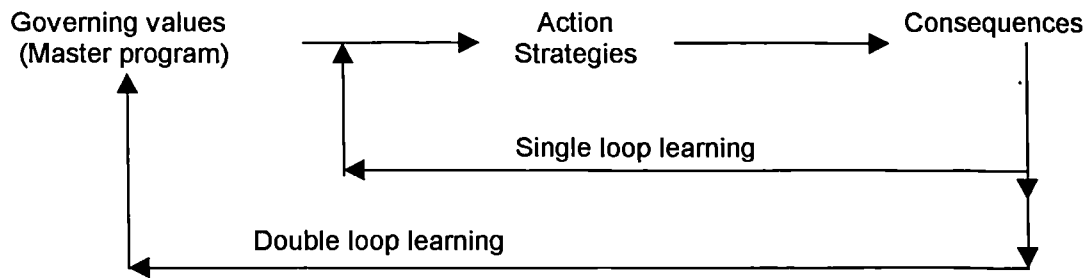 Governing values
(Master program)
Action
Strategies
Consequences
Single loop learning
Double loop learning